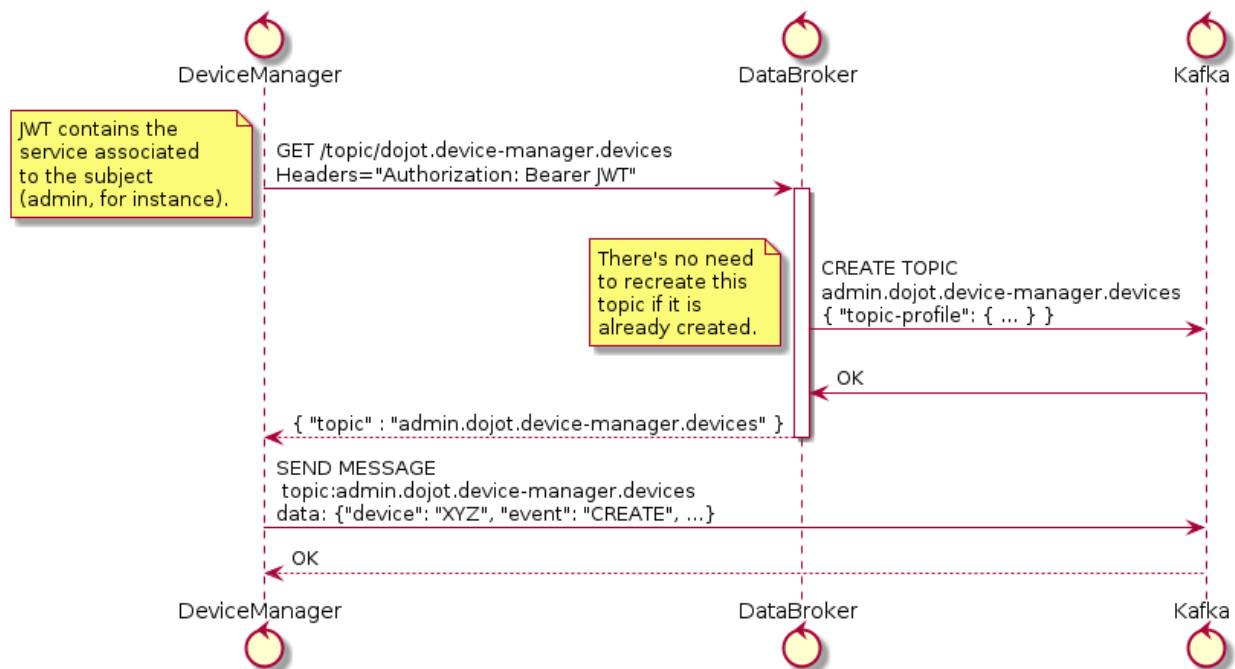 DeviceManager
DataBroker
Kafka
JWT contains the
service associated
to the subject
(admin, for instance).
GET /topic/dojot.device-manager.devices
Headers="Authorization: Bearer JWT"
There's no need
to recreate this
topic if it is
already created.
CREATE TOPIC
admin.dojot.device-manager.devices
{ "topic-profile": { ... } }
OK
{ "topic" : "admin.dojot.device-manager.devices" }
SEND MESSAGE
topic:admin.dojot.device-manager.devices
data: {"device": "XYZ", "event": "CREATE", ...}
OK
DeviceManager
DataBroker
Kafka